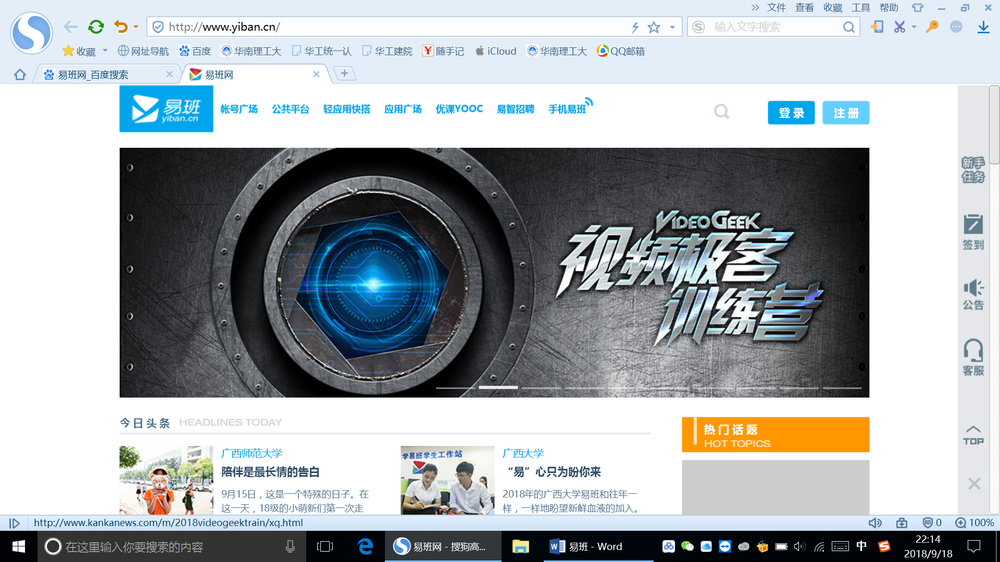 文件 查看 收藏 工具 帮助
http://www.yiban.cn/
输入文字搜索
收藏 网址导航 百度 华南理工大 华工统一认 华工建院 随手记 iCloud 华南理工大 QQ邮箱
易班网_百度搜索 易班网
易班 yiban.cn
帐号广场 公共平台 轻应用快搭 应用广场 优课YOOC 易智招聘 手机易班
登录 注册
新手
任务
VIDEO GEEK
视频极客
训练营
签到
公告
客服
今日头条 HEADLINES TODAY
热门话题
HOT TOPICS
TOP
广西师范大学
陪伴是最长情的告白
9月15日，这是一个特殊的日子。在
这一天，18级的小萌新们第一次走
学易班学生工作站
广西大学
“易”心只为盼你来
2018年的广西大学易班和往年一
样，一样地盼望新鲜血液的加入。
http://www.kankanews.com/m/2018videogeektrain/xq.html
0 100%
在这里输入你要搜索的内容
易班网 - 搜狗高...
易班 - Word
中
22:14
2018/9/18